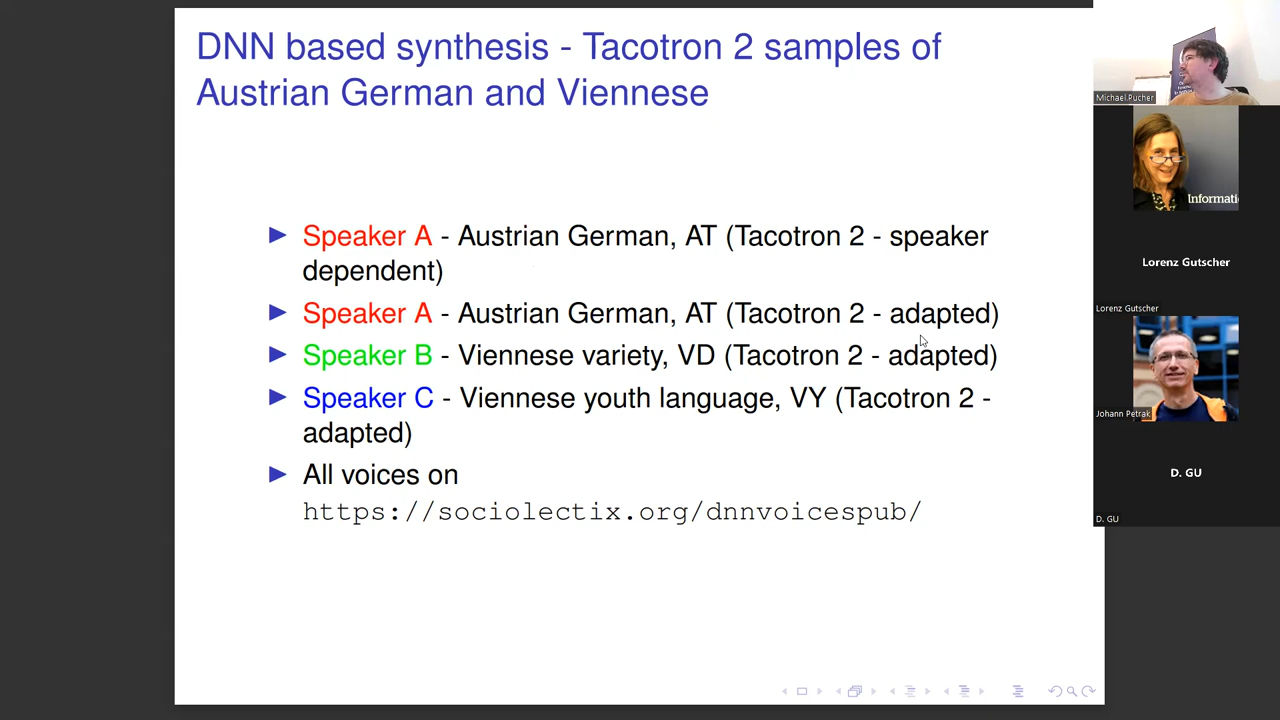 DNN based synthesis - Tacotron 2 samples of
Austrian German and Viennese
Speaker A - Austrian German, AT (Tacotron 2 - speaker
dependent)
Speaker A - Austrian German, AT (Tacotron 2 - adapted)
Speaker B - Viennese variety, VD (Tacotron 2 - adapted)
Speaker C - Viennese youth language, VY (Tacotron 2 -
adapted)
All voices on
https://sociolectix.org/dnnvoicespub/
Michael Pucher
Informati
Lorenz Gutscher
Lorenz Gutscher
Johann Petrak
D. GU
D. GU